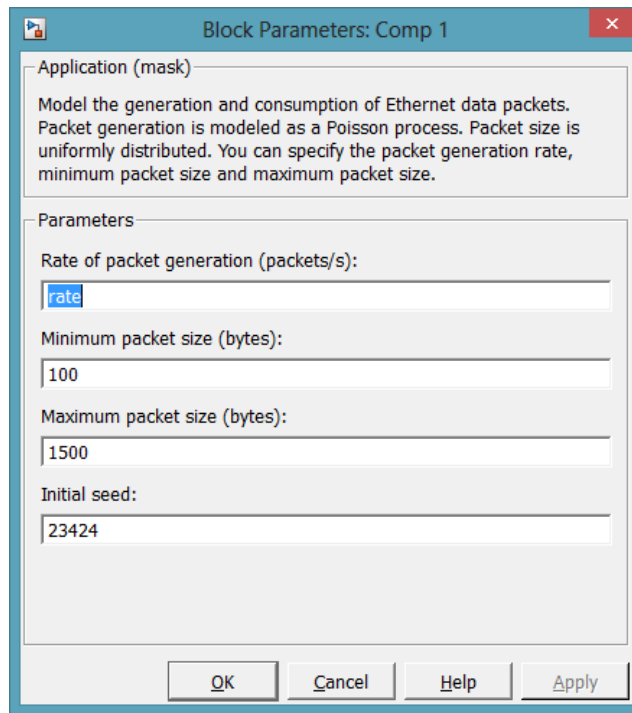 Block Parameters: Comp 1
Application (mask)
Model the generation and consumption of Ethernet data packets.
Packet generation is modeled as a Poisson process. Packet size is
uniformly distributed. You can specify the packet generation rate,
minimum packet size and maximum packet size.
Parameters
Rate of packet generation (packets/s):
rate
Minimum packet size (bytes):
100
Maximum packet size (bytes):
1500
Initial seed:
23424
OK Cancel Help Apply